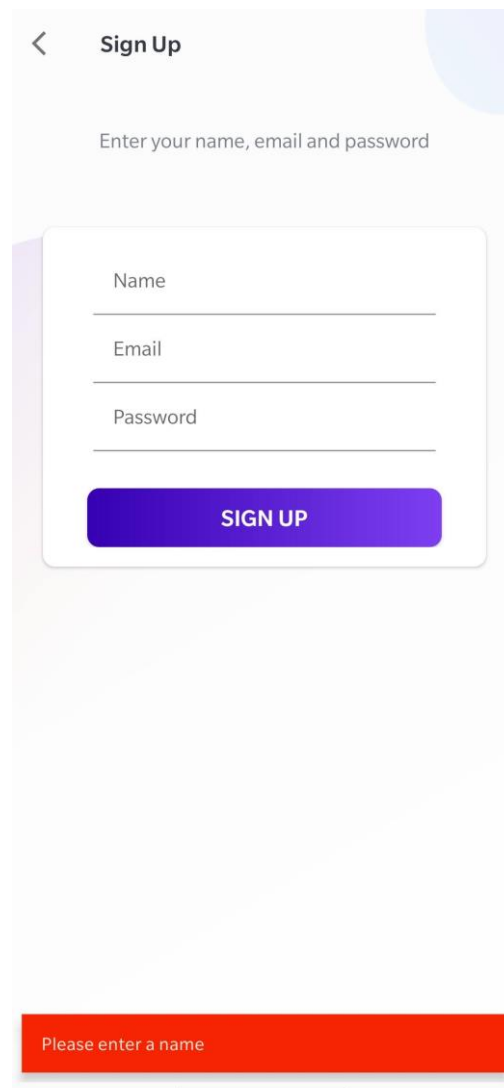 Sign Up
Enter your name, email and password
Name
Email
Password
SIGN UP
Please enter a name